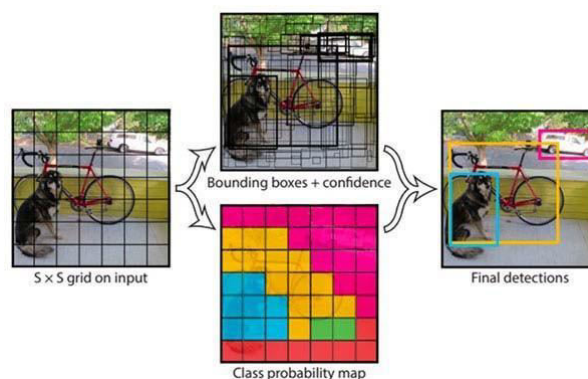 Bounding boxes + confidence
S × S grid on input
Final detections
Class probability map